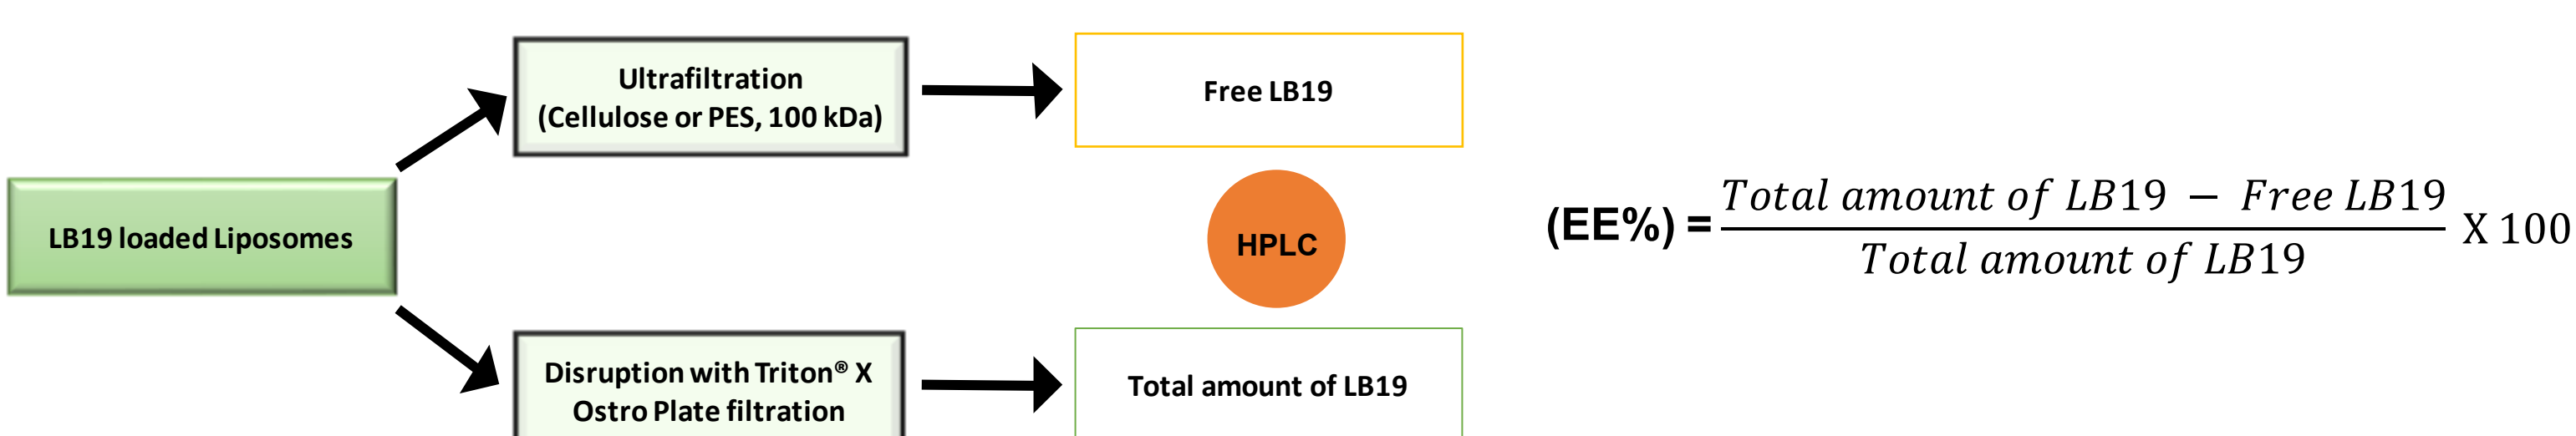 Ultrafiltration
(Cellulose or PES, 100 kDa)
Free LB19
LB19 loaded Liposomes
HPLC
(EE%) = Total amount of LB19 − Free LB19
Total amount of LB19
X 100
Disruption with Triton® X
Ostro Plate filtration
Total amount of LB19